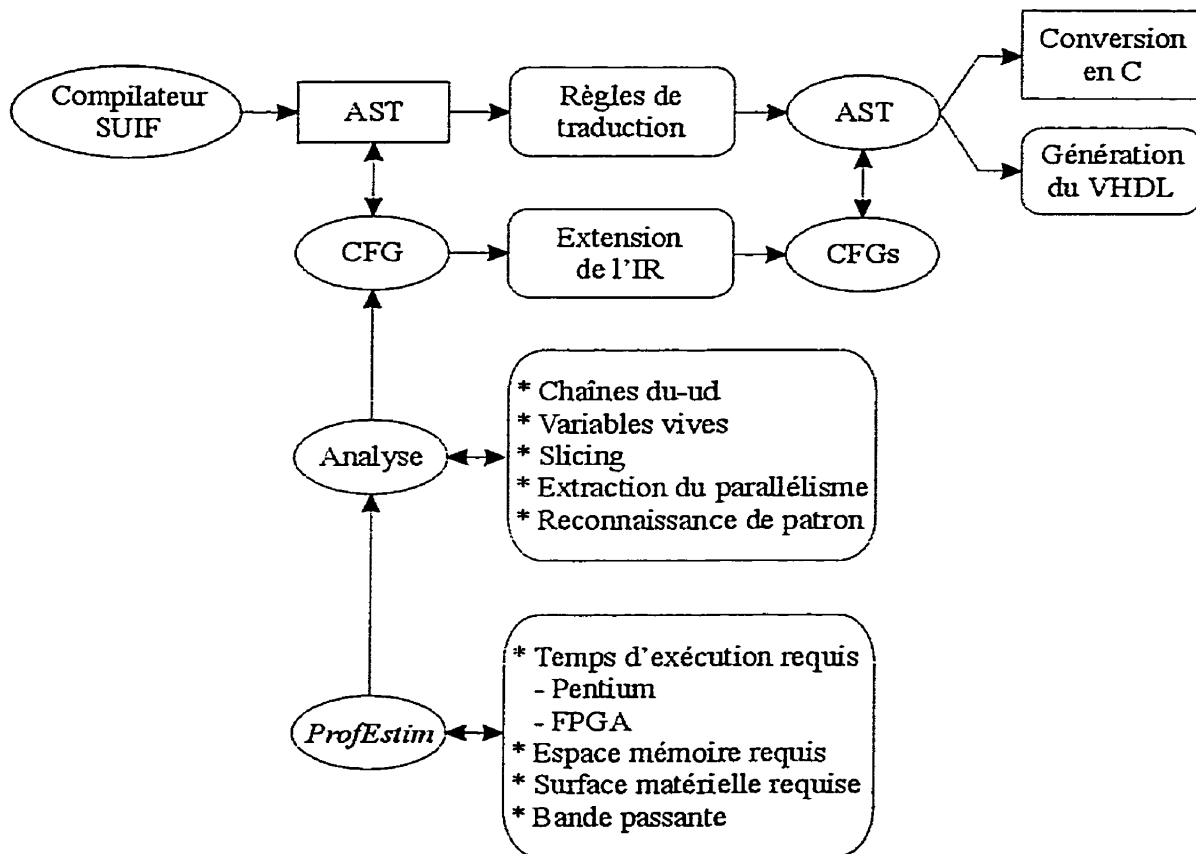 Compilateur
SUIF
AST
Règles de
traduction
AST
Conversion
en C
Génération
du VHDL
CFG
Extension
de l'IR
CFGs
Analyse
* Chaînes du-ud
* Variables vives
* Slicing
* Extraction du parallélisme
* Reconnaissance de patron
ProfEstim
* Temps d'exécution requis
- Pentium
- FPGA
* Espace mémoire requis
* Surface matérielle requise
* Bande passante